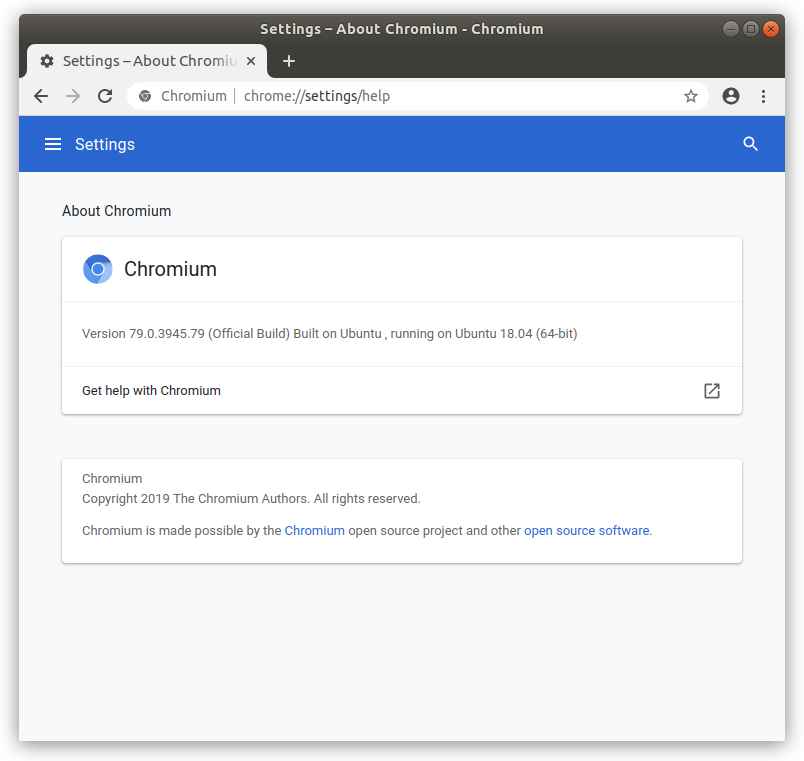 Settings – About Chromium - Chromium
Settings – About Chromiu
Chromium | chrome://settings/help
Settings
About Chromium
Chromium
Version 79.0.3945.79 (Official Build) Built on Ubuntu , running on Ubuntu 18.04 (64-bit)
Get help with Chromium
Chromium
Copyright 2019 The Chromium Authors. All rights reserved.
Chromium is made possible by the Chromium open source project and other open source software.